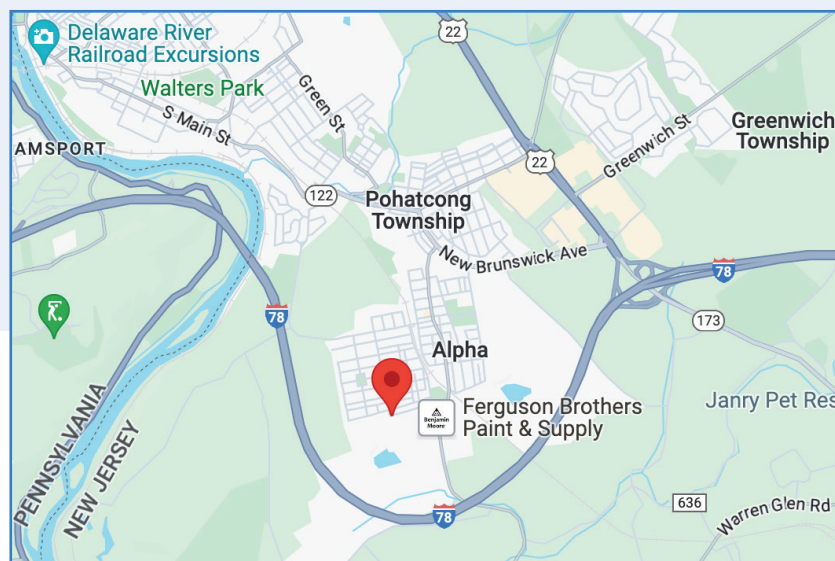 Delaware River
Railroad Excursions
22
Walters Park
Green St
S Main St
Greenwich
Township
Greenwich St
AMSPORT
22
122
Pohatcong
Township
New Brunswick Ave
78
78
173
Alpha
Benjamin
Moore
Ferguson Brothers
Paint & Supply
Janry Pet Res
PENNSYLVANIA
NEW JERSEY
636
78
Warren Glen Rd